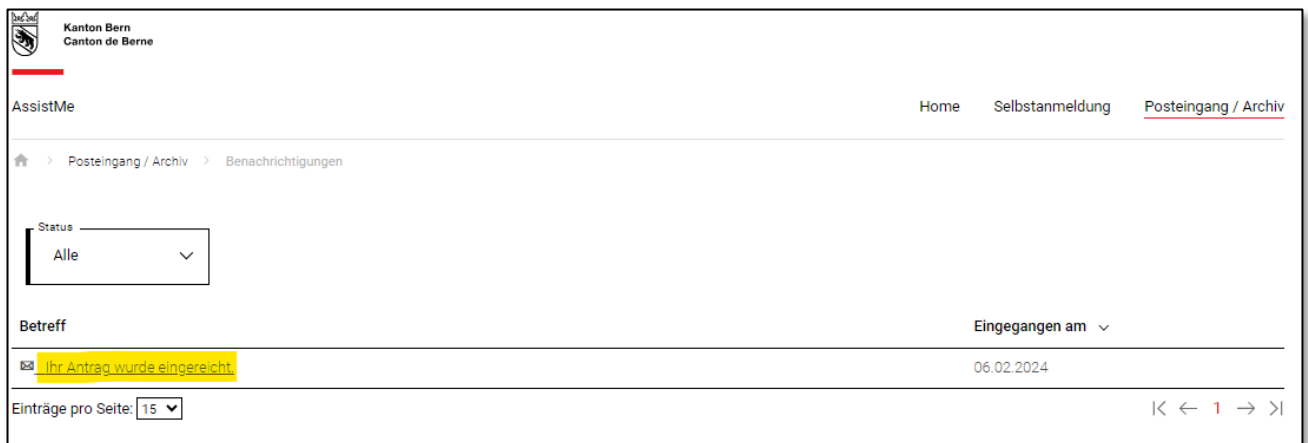 Kanton Bern
Canton de Berne
AssistMe Home Selbstanmeldung Posteingang / Archiv
Posteingang / Archiv > Benachrichtigungen
Status
Alle
Betreff Eingegangen am
Ihr Antrag wurde eingereicht. 06.02.2024
Einträge pro Seite: 15 1